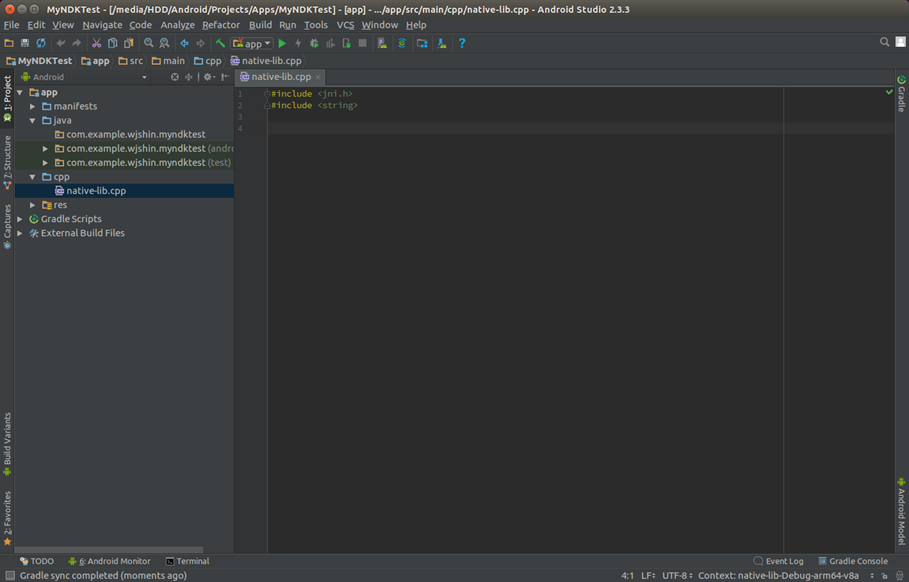 MyNDKTest - [/media/HDD/Android/Projects/Apps/MyNDKTest] - [app] - .../app/src/main/cpp/native-lib.cpp - Android Studio 2.3.3
File Edit View Navigate Code Analyze Refactor Build Run Tools VCS Window Help
app
MyNDKTest app src main cpp native-lib.cpp
1: Project
Android
native-lib.cpp
app
manifests
java
com.example.wjshin.myndktest
com.example.wjshin.myndktest (andro
com.example.wjshin.myndktest (test)
cpp
native-lib.cpp
res
Gradle Scripts
External Build Files
1 #include <jni.h>
2 #include <string>
3
4
7: Structure
Captures
Build Variants
2: Favorites
Gradle
Android Model
TODO 6: Android Monitor Terminal Event Log Gradle Console
Gradle sync completed (moments ago) 4:1 LF UTF-8 Context: native-lib-Debug-arm64-v8a